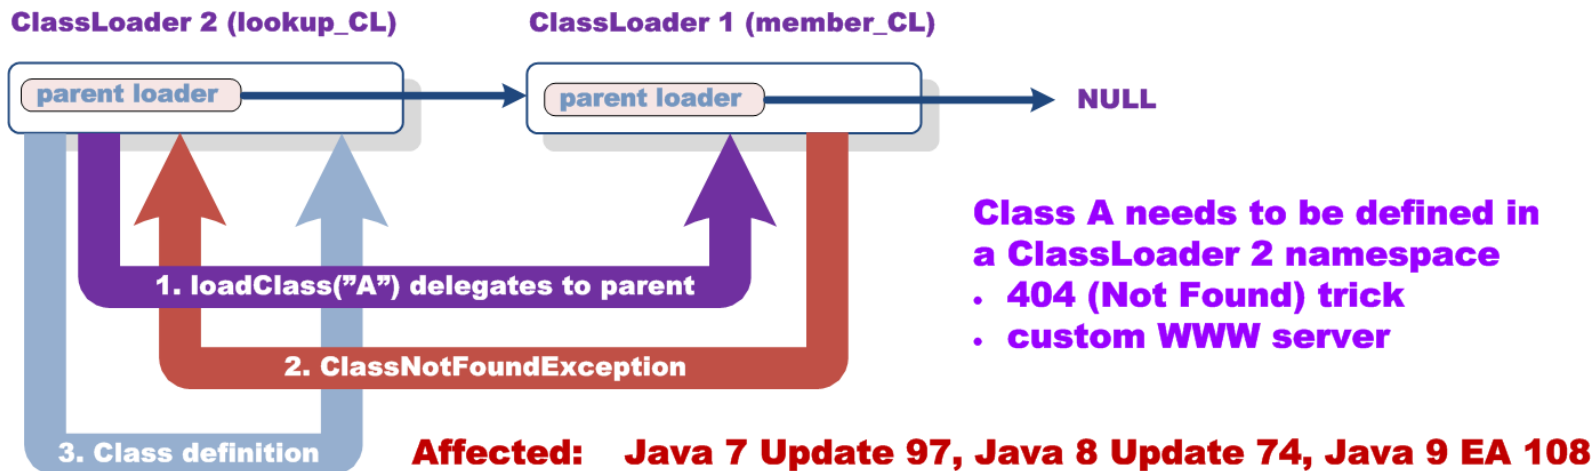 ClassLoader 2 (lookup_CL)
ClassLoader 1 (member_CL)
parent loader
parent loader
NULL
Class A needs to be defined in
a ClassLoader 2 namespace
• 404 (Not Found) trick
• custom WWW server
1. loadClass(”A”) delegates to parent
2. ClassNotFoundException
3. Class definition
Affected: Java 7 Update 97, Java 8 Update 74, Java 9 EA 108